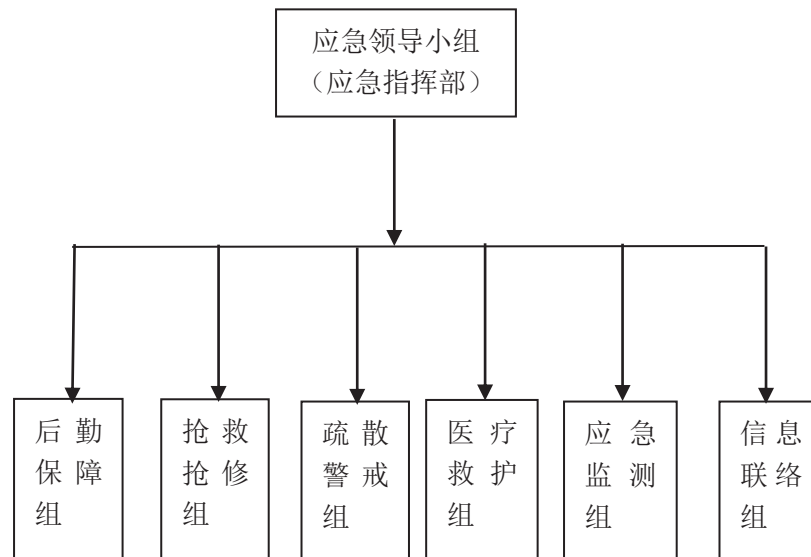 应急领导小组
（应急指挥部）
后勤
保障
组
抢救
抢修
组
疏散
警戒
组
医疗
救护
组
应急
监测
组
信息
联络
组